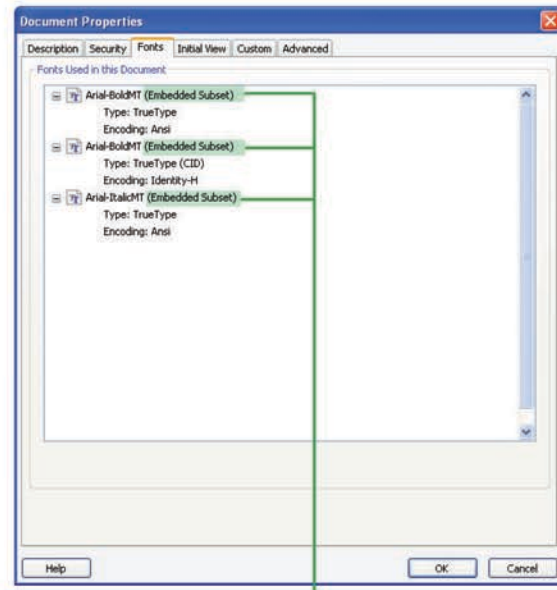 Document Properties
Description Security Fonts Initial View Custom Advanced
Fonts Used in this Document
Arial-BoldMT (Embedded Subset)
Type: TrueType
Encoding: Ansi
Arial-BoldMT (Embedded Subset)
Type: TrueType (CID)
Encoding: Identity-H
Arial-ItalicMT (Embedded Subset)
Type: TrueType
Encoding: Ansi
Help OK Cancel